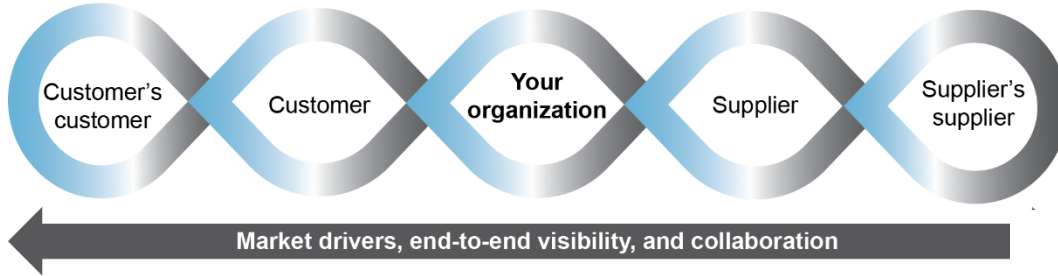 Customer's
customer
Customer
Your
organization
Supplier
Supplier's
supplier
Market drivers, end-to-end visibility, and collaboration